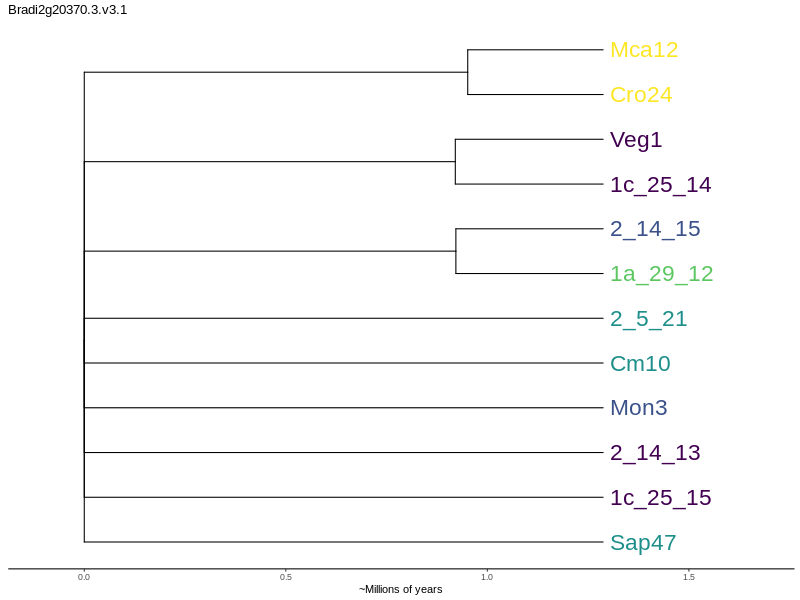 Bradi2g20370.3.v3.1
Mca12
Cro24
Veg1
1c_25_14
2_14_15
1a_29_12
2_5_21
Cm10
Mon3
2_14_13
1c_25_15
Sap47
0.0 0.5 1.0 1.5
~Millions of years